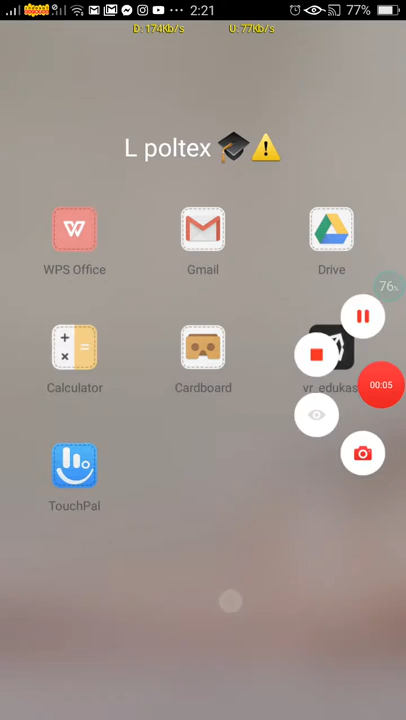 2:21
77%
D: 174Kb/s U: 77Kb/s
L poltex 🎓⚠️
WPS Office
Gmail
Drive
76%
Calculator
Cardboard
vr_edukas
00:05
TouchPal